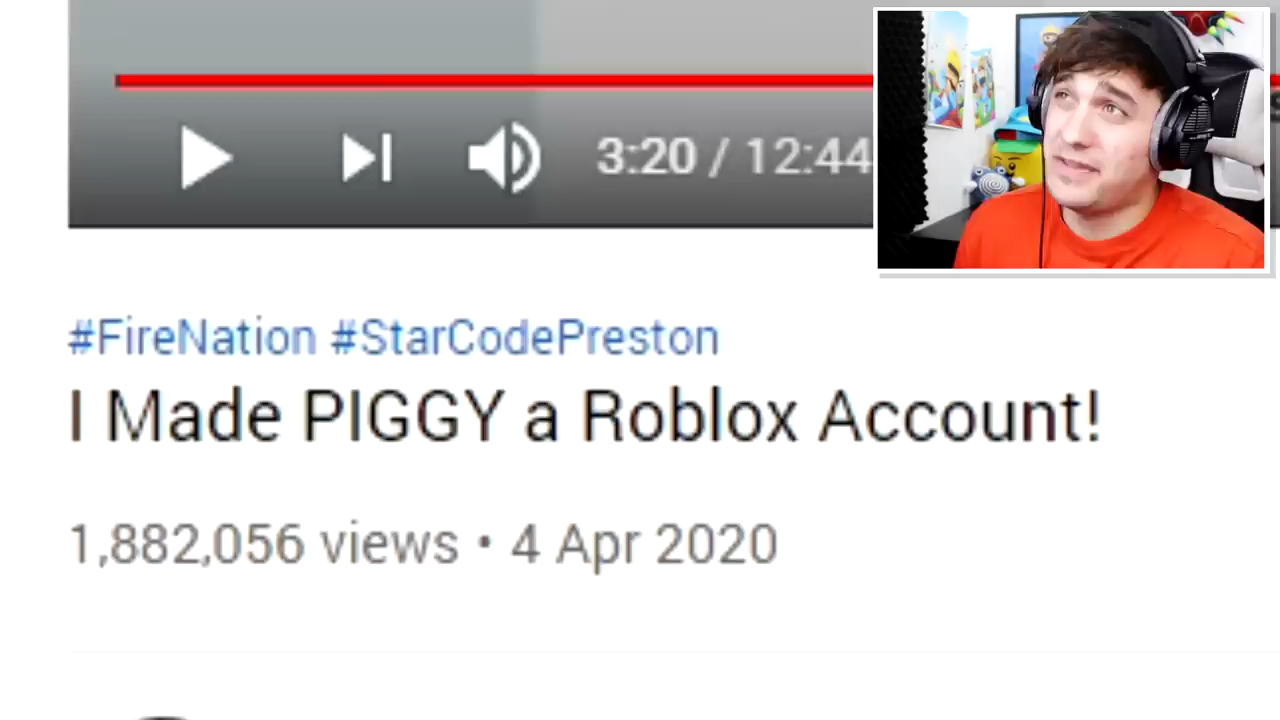 3:20 / 12:44
#FireNation #StarCodePreston
I Made PIGGY a Roblox Account!
1,882,056 views • 4 Apr 2020